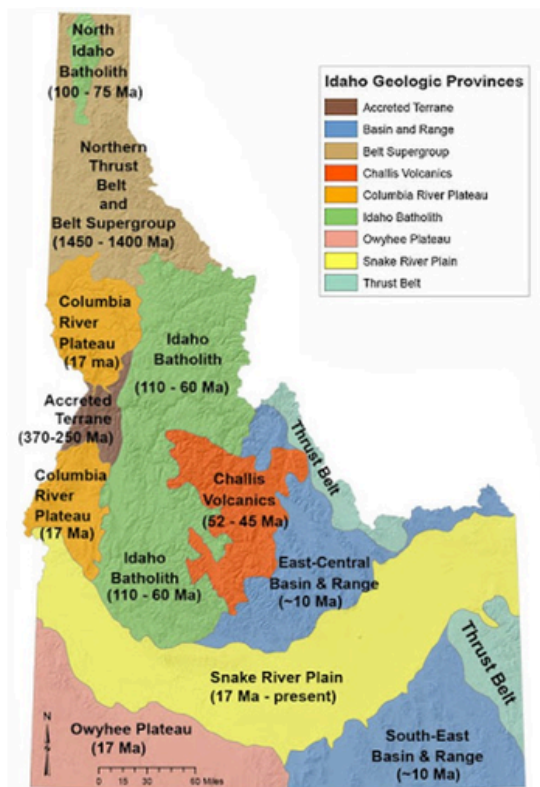 North
Idaho
Batholith
(100 - 75 Ma)
Northern
Thrust
Belt
and
Belt Supergroup
(1450 - 1400 Ma)
Idaho Geologic Provinces
Accreted Terrane
Basin and Range
Belt Supergroup
Challis Volcanics
Columbia River Plateau
Idaho Batholith
Owyhee Plateau
Snake River Plain
Thrust Belt
Columbia
River
Plateau
(17 ma)
Idaho
Batholith
(110 - 60 Ma)
Accreted
Terrane
(370-250 Ma)
Columbia
River
Plateau
(17 Ma)
Challis
Volcanics
(52 - 45 Ma)
Thrust Belt
Idaho
Batholith
(110 - 60 Ma)
East-Central
Basin & Range
(~10 Ma)
Snake River Plain
(17 Ma - present)
Thrust Belt
Owyhee Plateau
(17 Ma)
South-East
Basin & Range
(~10 Ma)
N
0 15 30 60 Miles